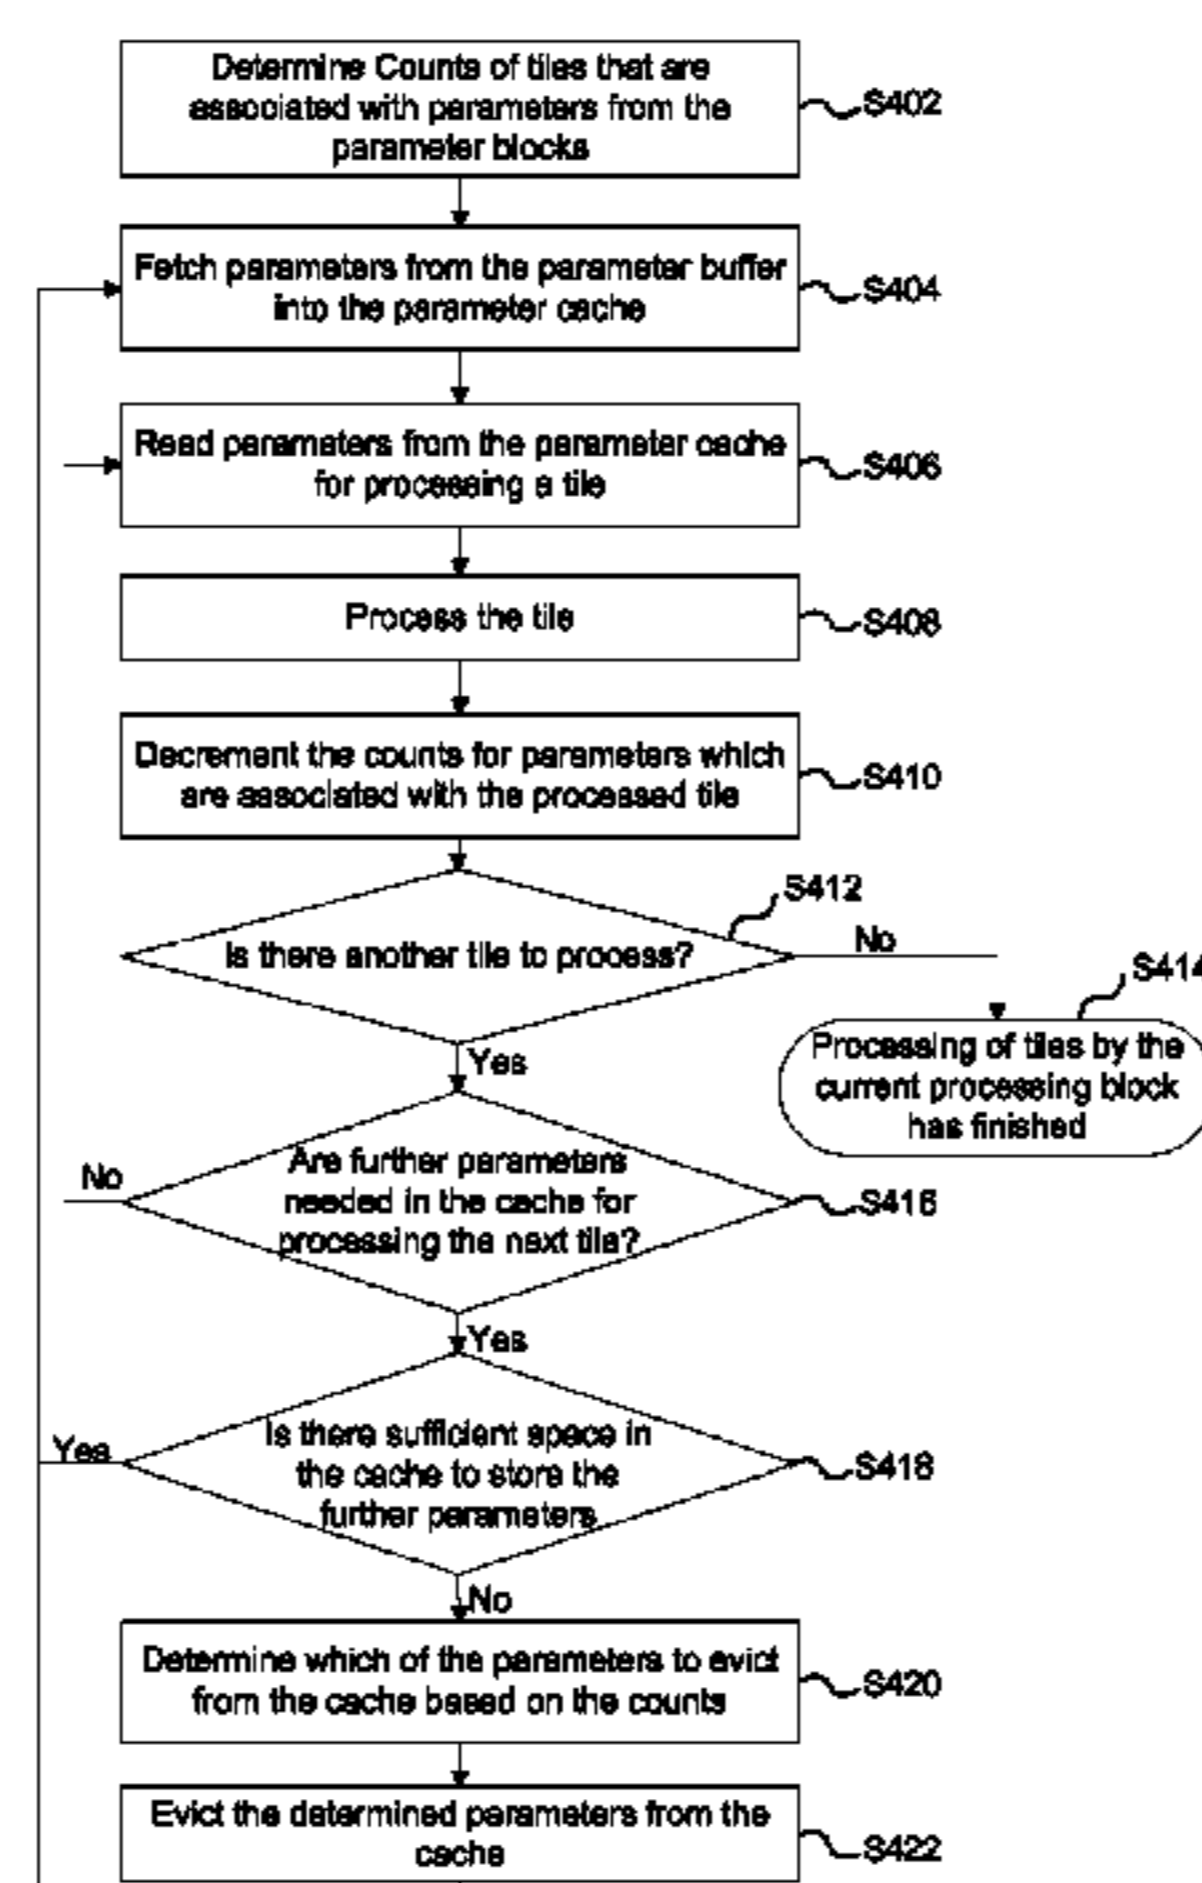 Determine Counts of tiles that are
associated with parameters from the
parameter blocks
S402
Fetch parameters from the parameter buffer
into the parameter cache
S404
Read parameters from the parameter cache
for processing a tile
S406
Process the tile
S408
Decrement the counts for parameters which
are associated with the processed tile
S410
S412
Is there another tile to process?
No
S414
Processing of tiles by the
current processing block
has finished
Yes
Are further parameters
needed in the cache for
processing the next tile?
No
S416
Yes
Is there sufficient space in
the cache to store the
further parameters
Yes
S418
No
Determine which of the parameters to evict
from the cache based on the counts
S420
Evict the determined parameters from the
cache
S422